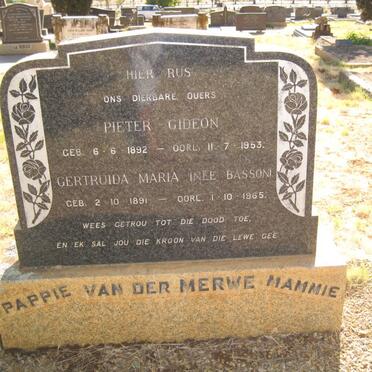 HIER RUS
ONS DIERBARE OUERS
PIETER GIDEON
GEB. 6-6-1892 — OORL. 11-7-1953.
GERTRUIDA MARIA (NEE BASSON)
GEB. 2-10-1891 — OORL. 1-10-1965.
WEES GETROU TOT DIE DOOD TOE,
EN EK SAL JOU DIE KROON VAN DIE LEWE GEE
PAPPIE VAN DER MERWE MAMMIE